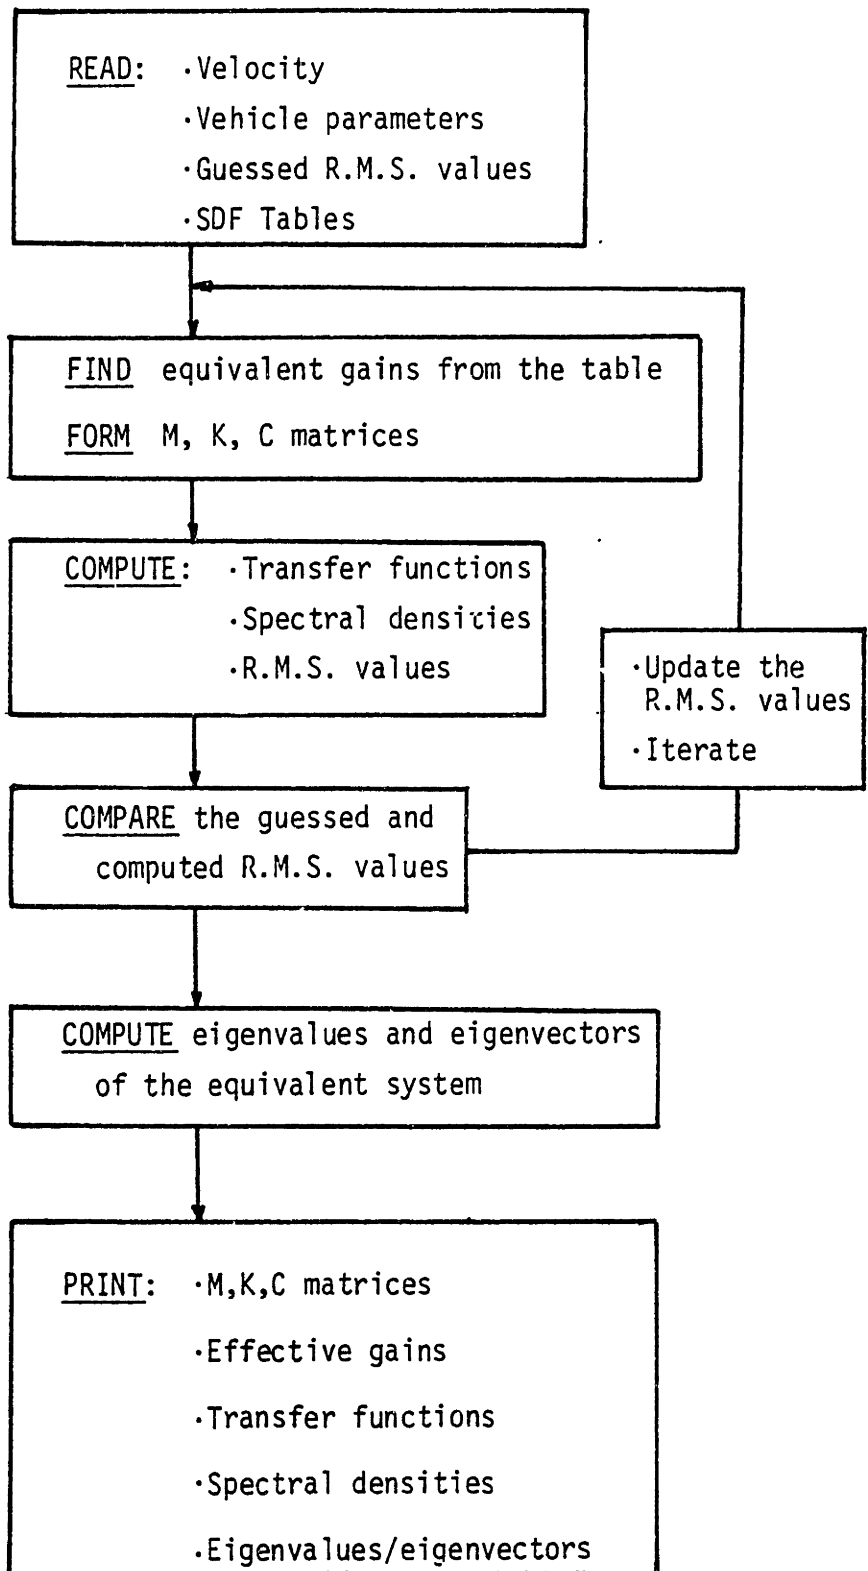 READ: ·Velocity
·Vehicle parameters
·Guessed R.M.S. values
·SDF Tables
FIND equivalent gains from the table
FORM M, K, C matrices
COMPUTE: ·Transfer functions
·Spectral densities
·R.M.S. values
·Update the
R.M.S. values
·Iterate
COMPARE the guessed and
computed R.M.S. values
COMPUTE eigenvalues and eigenvectors
of the equivalent system
PRINT: ·M,K,C matrices
·Effective gains
·Transfer functions
·Spectral densities
·Eigenvalues/eigenvectors